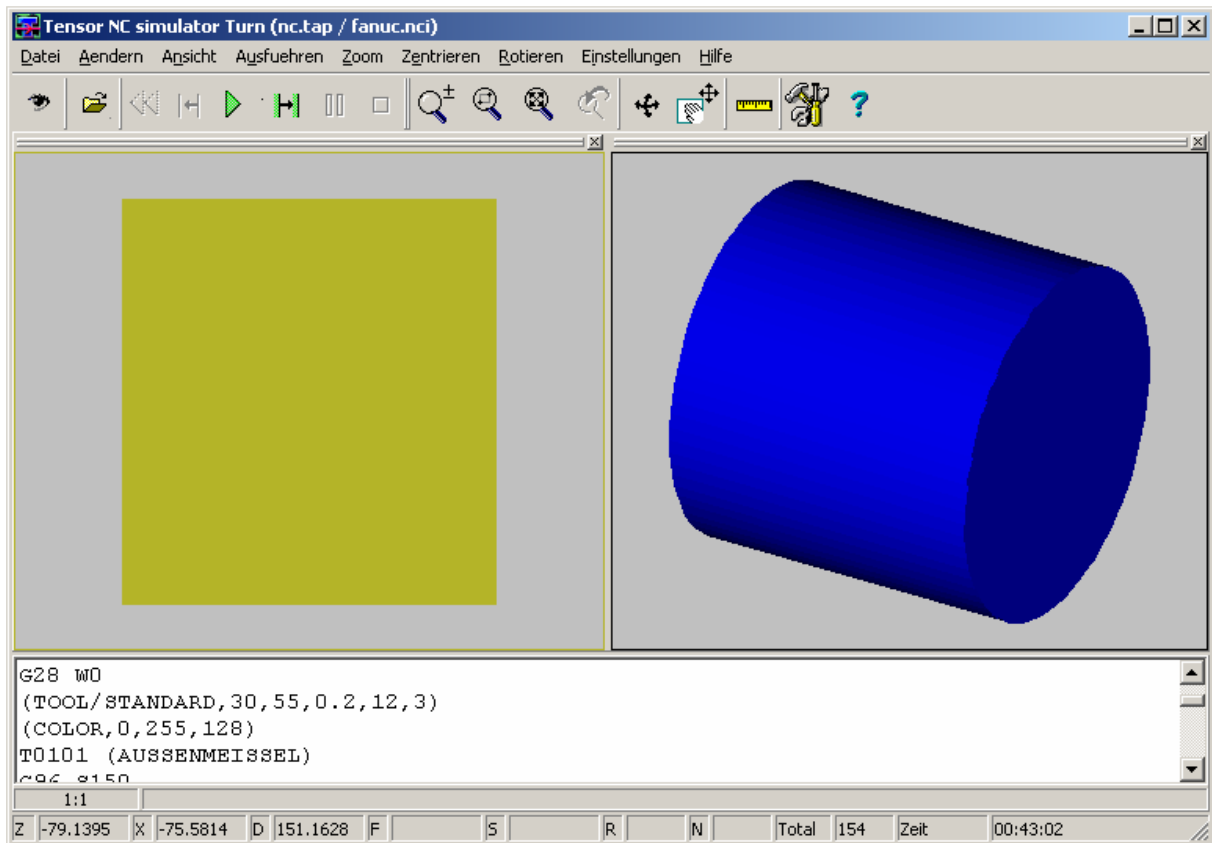 Tensor NC simulator Turn (nc.tap / fanuc.nci)
Datei Aendern Ansicht Ausfuehren Zoom Zentrieren Rotieren Einstellungen Hilfe
G28 W0
(TOOL/STANDARD,30,55,0.2,12,3)
(COLOR,0,255,128)
T0101 (AUSSENMEISSEL)
G96 S150
1:1
Z -79.1395 X -75.5814 D 151.1628 F S R N Total 154 Zeit 00:43:02